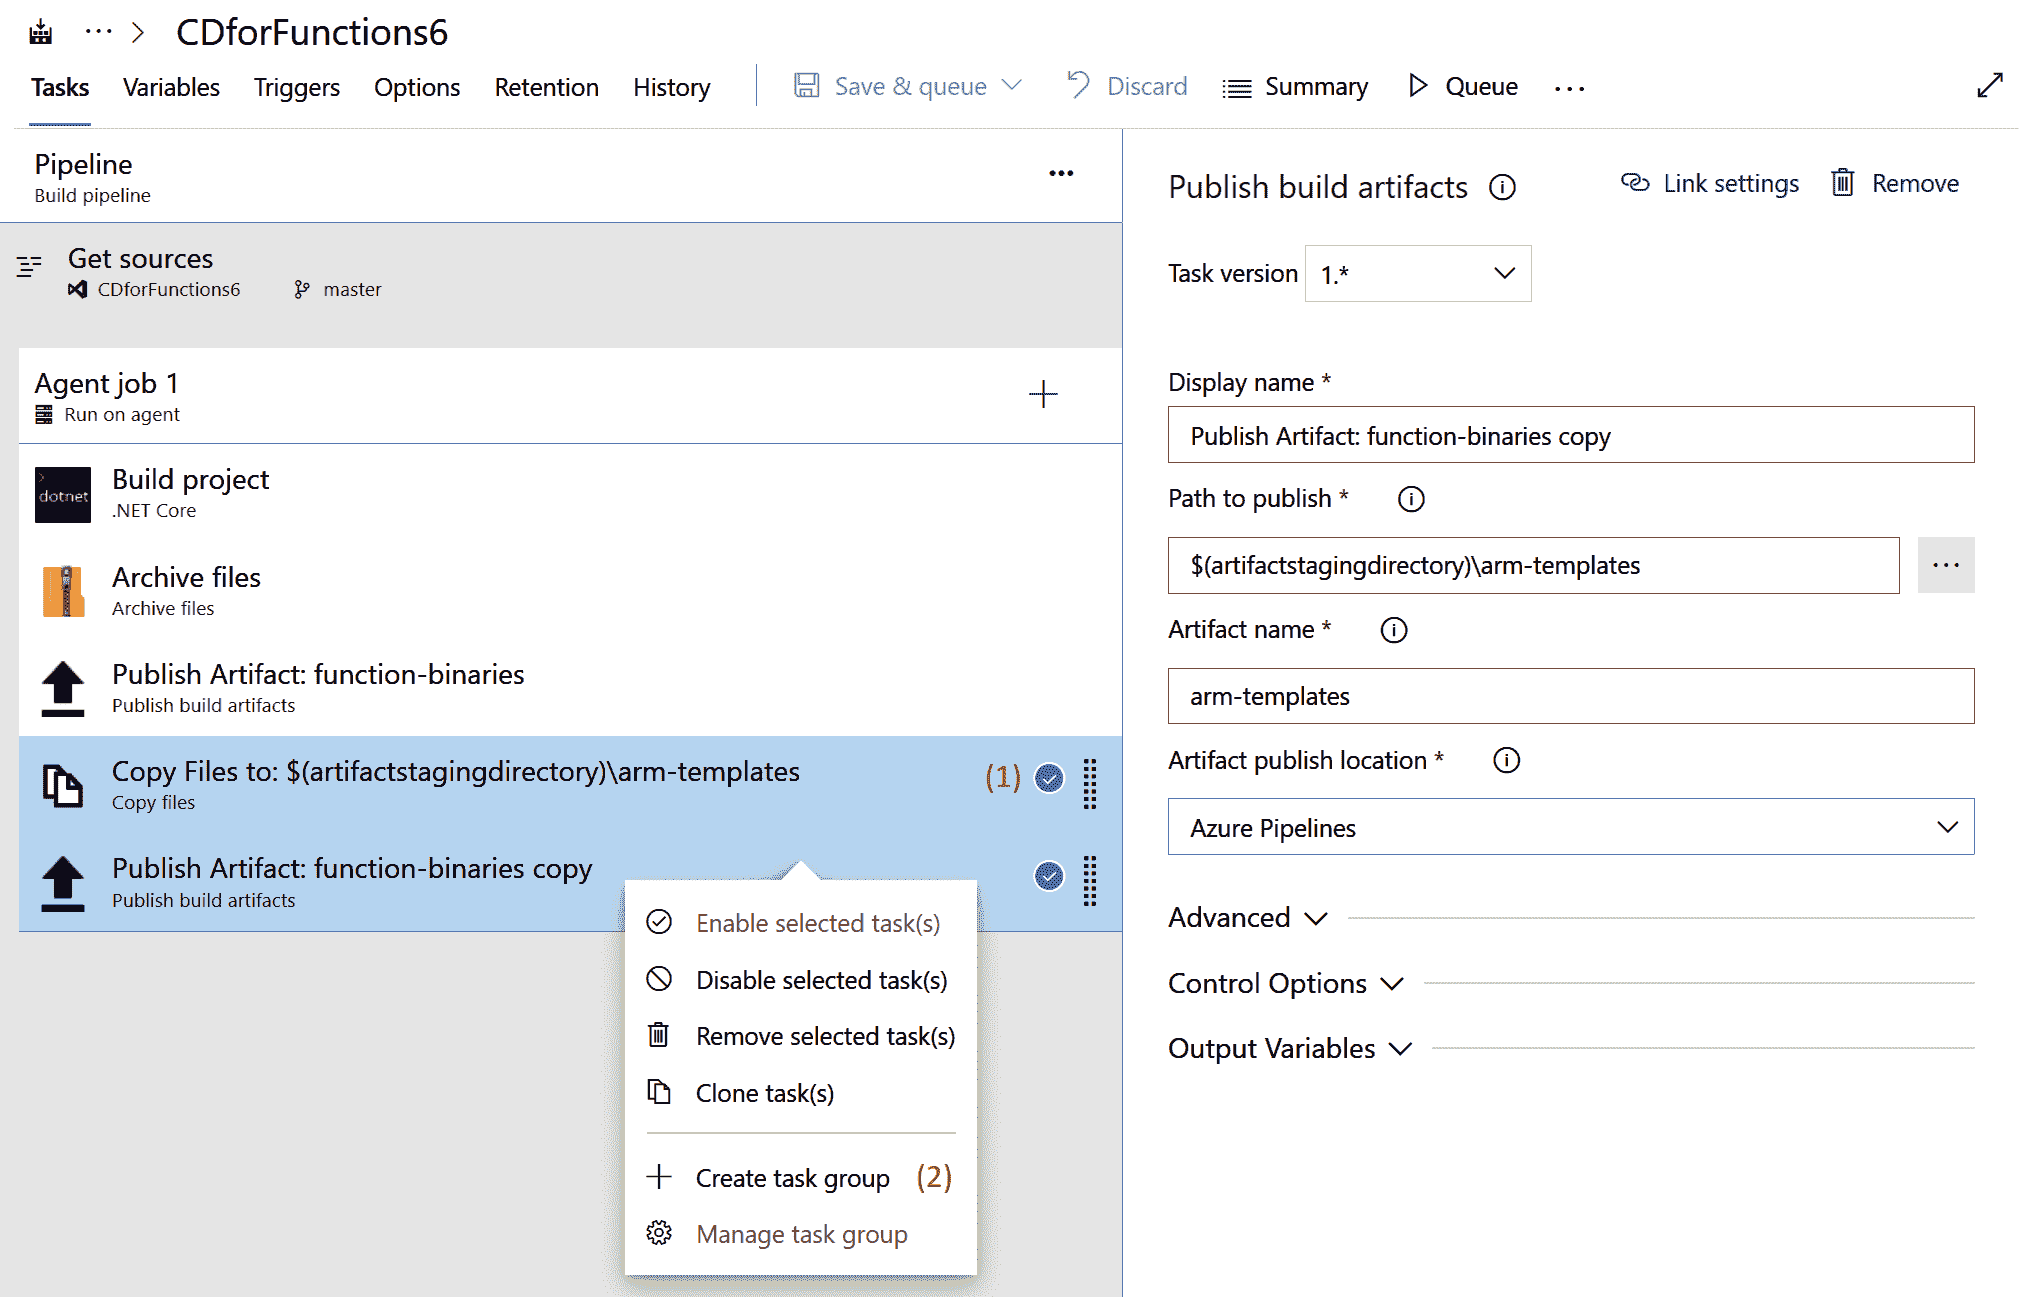 ··· > CDforFunctions6
Tasks Variables Triggers Options Retention History Save & queue Discard Summary Queue ...
Pipeline
Build pipeline
Get sources
CDforFunctions6 master
Agent job 1
Run on agent
dotnet
Build project
.NET Core
Archive files
Archive files
Publish Artifact: function-binaries
Publish build artifacts
Copy Files to: $(artifactstagingdirectory)\arm-templates (1)
Copy files
Publish Artifact: function-binaries copy
Publish build artifacts
Enable selected task(s)
Disable selected task(s)
Remove selected task(s)
Clone task(s)
Create task group (2)
Manage task group
Publish build artifacts Link settings Remove
Task version 1.*
Display name *
Publish Artifact: function-binaries copy
Path to publish *
$(artifactstagingdirectory)\arm-templates ...
Artifact name *
arm-templates
Artifact publish location *
Azure Pipelines
Advanced
Control Options
Output Variables